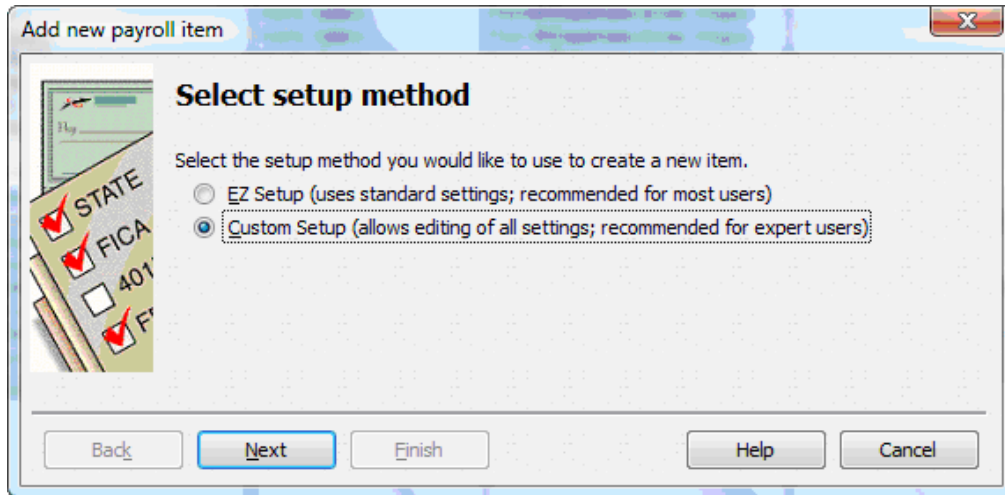 Add new payroll item
Select setup method
Pay
STATE
FICA
401
Select the setup method you would like to use to create a new item.
EZ Setup (uses standard settings; recommended for most users)
Custom Setup (allows editing of all settings; recommended for expert users)
Back Next Finish Help Cancel